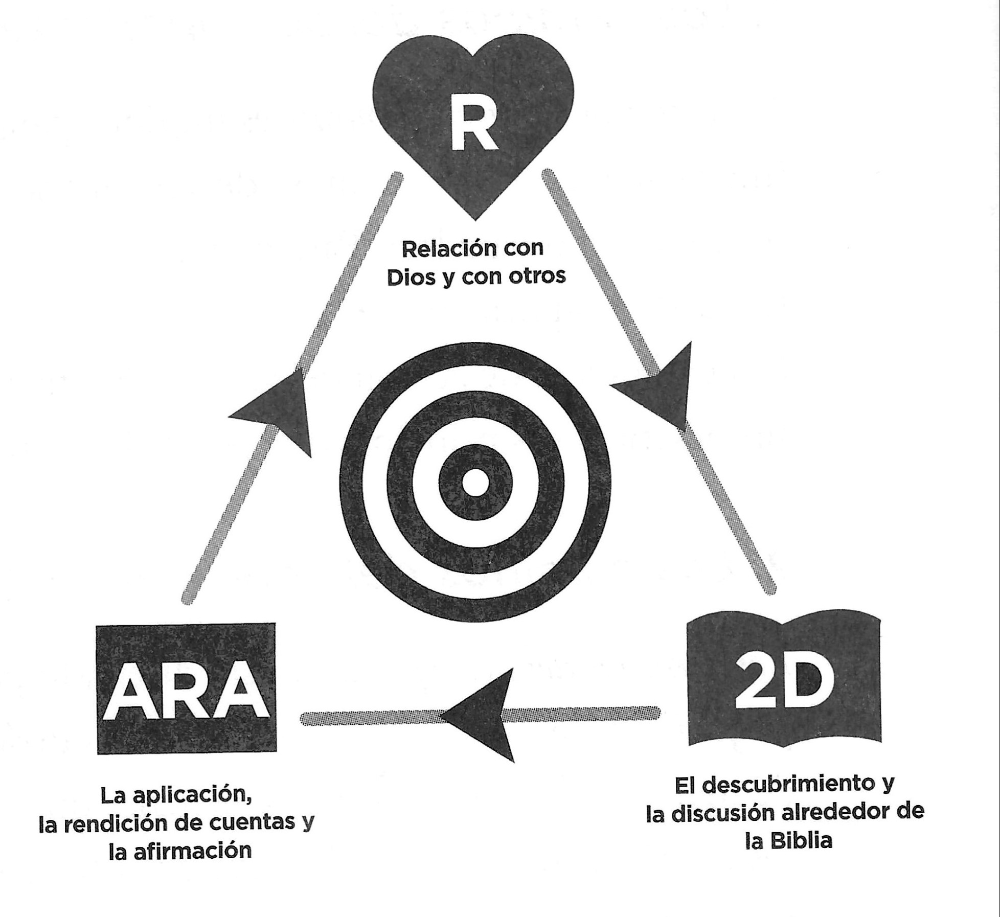 R
Relación con
Dios y con otros
ARA
La aplicación,
la rendición de cuentas y
la afirmación
2D
El descubrimiento y
la discusión alrededor de
la Biblia